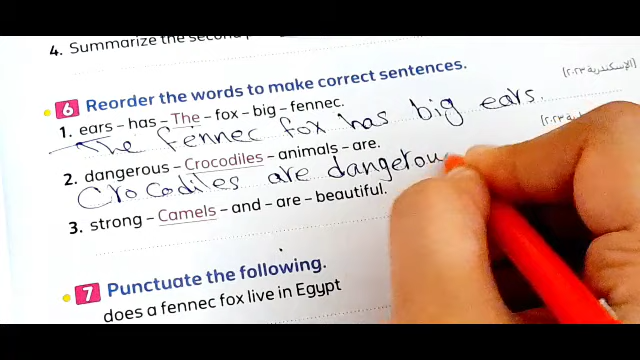 4. Summarize the second
6 Reorder the words to make correct sentences.
1. ears – has – The – fox – big – fennec.
(الإسكندرية ٢٠٢٣)
The fennec fox has big ears.
2. dangerous – Crocodiles – animals – are.
Crocodiles are dangerou
3. strong – Camels – and – are – beautiful.
7 Punctuate the following.
does a fennec fox live in Egypt